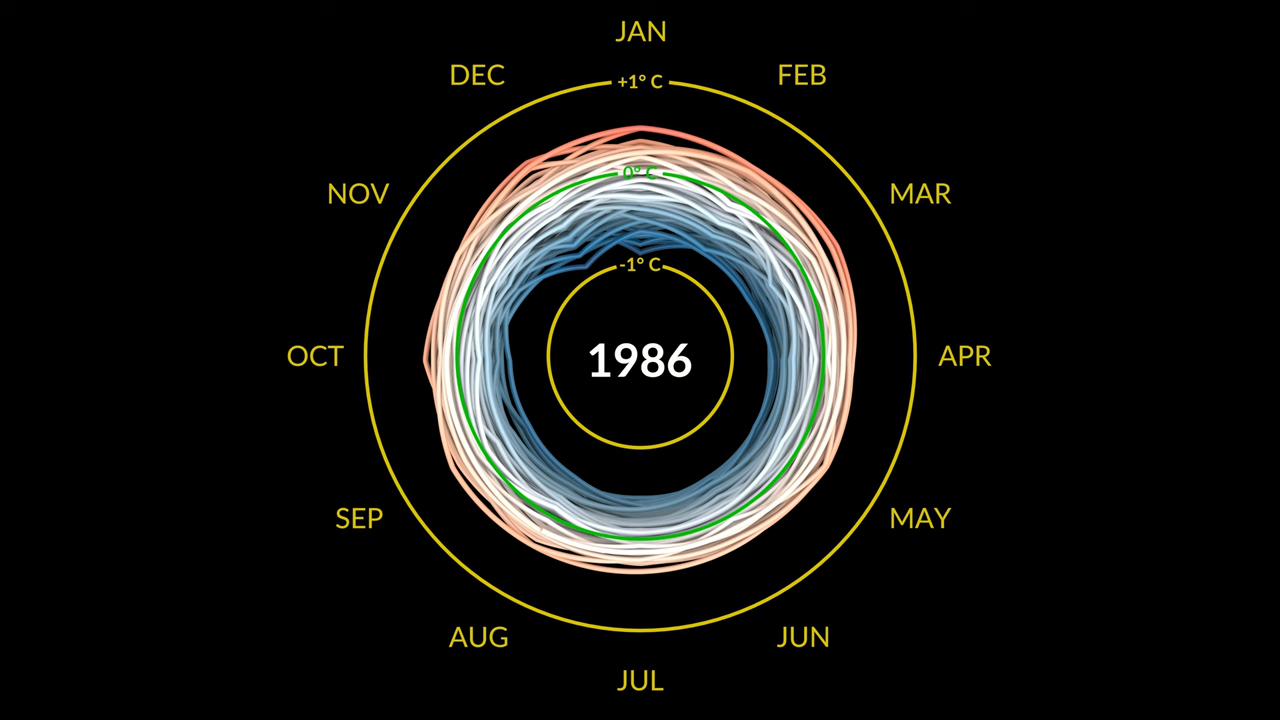 JAN
DEC
FEB
+1° C
NOV
0° C
MAR
-1° C
OCT
1986
APR
SEP
MAY
AUG
JUN
JUL